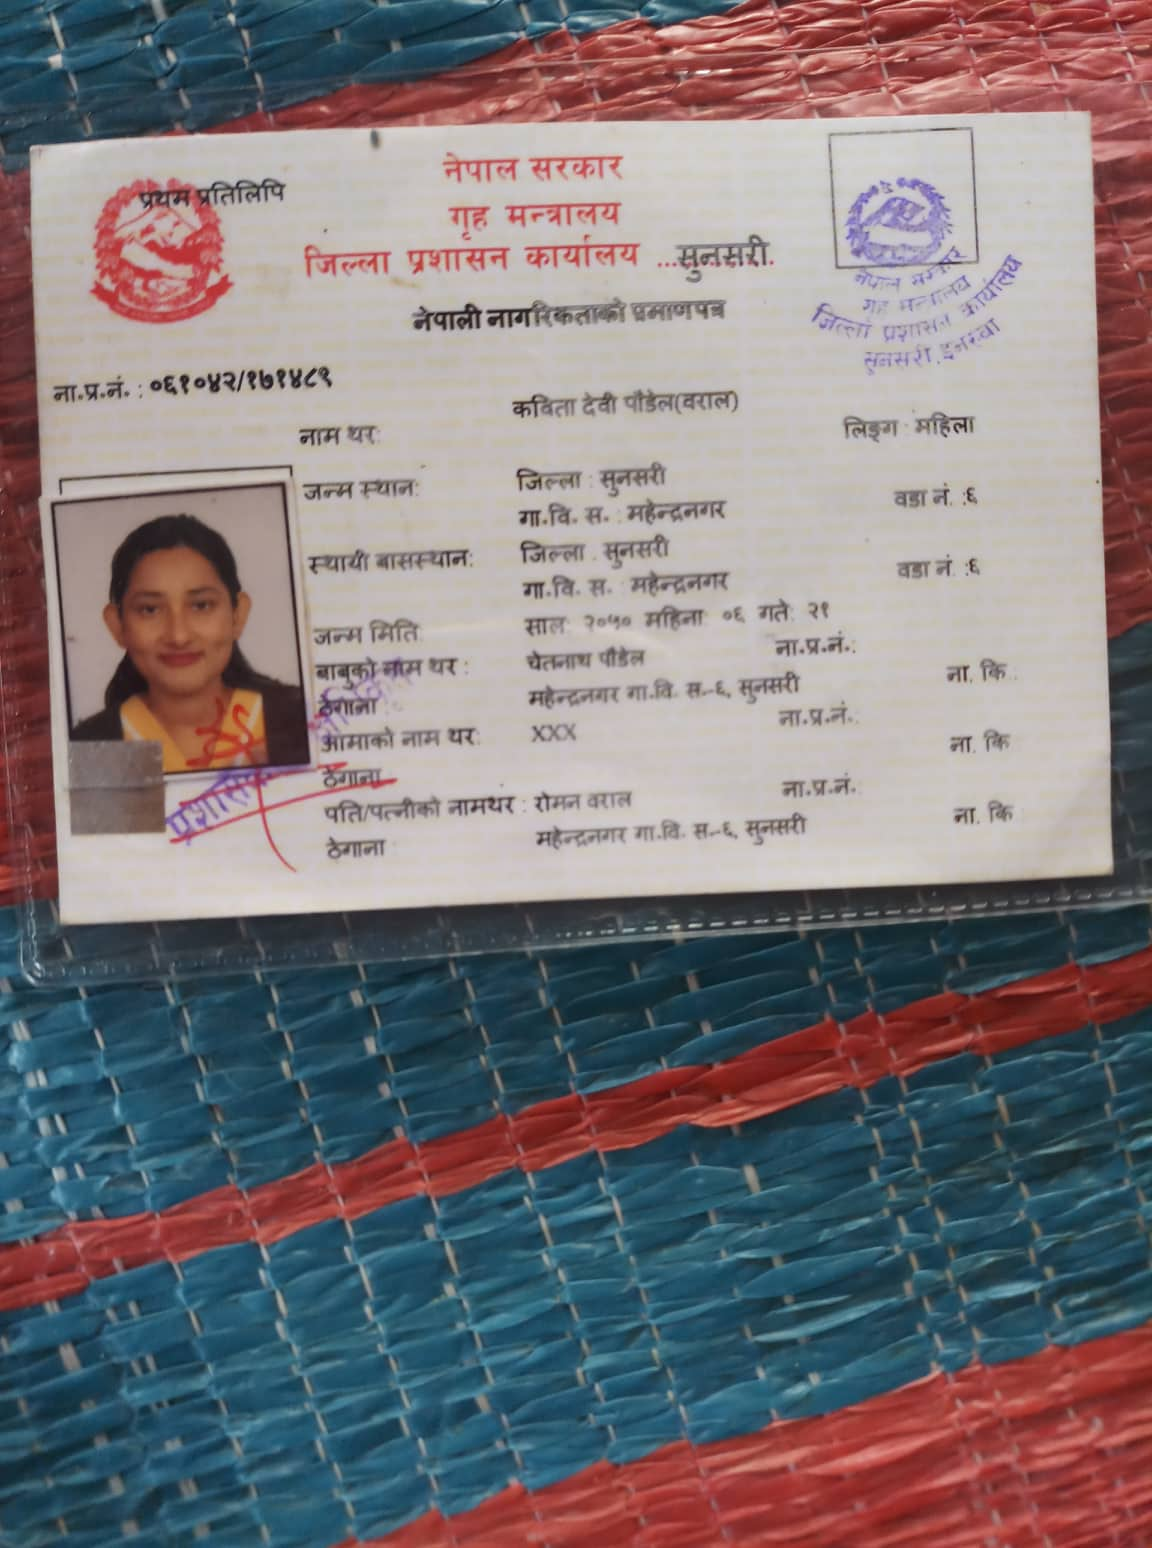 प्रथम प्रतिलिपि
नेपाल सरकार
गृह मन्त्रालय
जिल्ला प्रशासन कार्यालय ...सुनसरी.
नेपाली नागरिकताको प्रमाणपत्र
नेपाल सरकार
गृह मन्त्रालय
जिल्ला प्रशासन कार्यालय
सुनसरी, इनरुवा
ना.प्र.नं. : ०६१०४२/१७१४८९
नाम थर: कविता देवी पौडेल(वराल) लिङ्ग : महिला
जन्म स्थान: जिल्ला : सुनसरी
गा.वि. स. : महेन्द्रनगर वडा नं. :६
स्थायी बासस्थान: जिल्ला : सुनसरी
गा.वि. स. : महेन्द्रनगर वडा नं. :६
जन्म मिति: साल: २०५० महिना: ०६ गते: २१
बाबुको नाम थर : चेतनाथ पौडेल ना.प्र.नं.:
ठेगाना महेन्द्रनगर गा.वि. स.-६, सुनसरी ना. कि :
आमाको नाम थर: XXX ना.प्र.नं.:
ठेगाना ना. कि
पति/पत्नीको नामथर : रोमन वराल ना.प्र.नं.:
ठेगाना महेन्द्रनगर गा.वि. स.-६, सुनसरी ना. कि